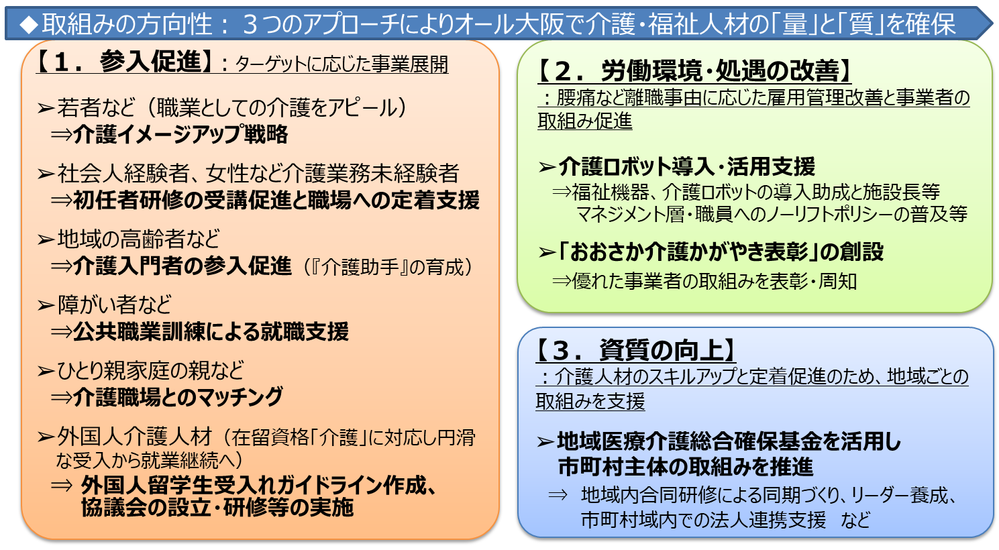 ◆取組みの方向性：３つのアプローチによりオール大阪で介護・福祉人材の「量」と「質」を確保
【１．参入促進】：ターゲットに応じた事業展開
➢若者など（職業としての介護をアピール）
⇒介護イメージアップ戦略
➢社会人経験者、女性など介護業務未経験者
⇒初任者研修の受講促進と職場への定着支援
➢地域の高齢者など
⇒介護入門者の参入促進（『介護助手』の育成）
➢障がい者など
⇒公共職業訓練による就職支援
➢ひとり親家庭の親など
⇒介護職場とのマッチング
➢外国人介護人材（在留資格「介護」に対応し円滑
な受入から就業継続へ）
⇒ 外国人留学生受入れガイドライン作成、
協議会の設立・研修等の実施
【２．労働環境・処遇の改善】
：腰痛など離職事由に応じた雇用管理改善と事業者の
取組み促進
➢介護ロボット導入・活用支援
⇒福祉機器、介護ロボットの導入助成と施設長等
マネジメント層・職員へのノーリフトポリシーの普及等
➢「おおさか介護かがやき表彰」の創設
⇒優れた事業者の取組みを表彰・周知
【３．資質の向上】
：介護人材のスキルアップと定着促進のため、地域ごとの
取組みを支援
➢地域医療介護総合確保基金を活用し
市町村主体の取組みを推進
⇒ 地域内合同研修による同期づくり、リーダー養成、
市町村域内での法人連携支援 など